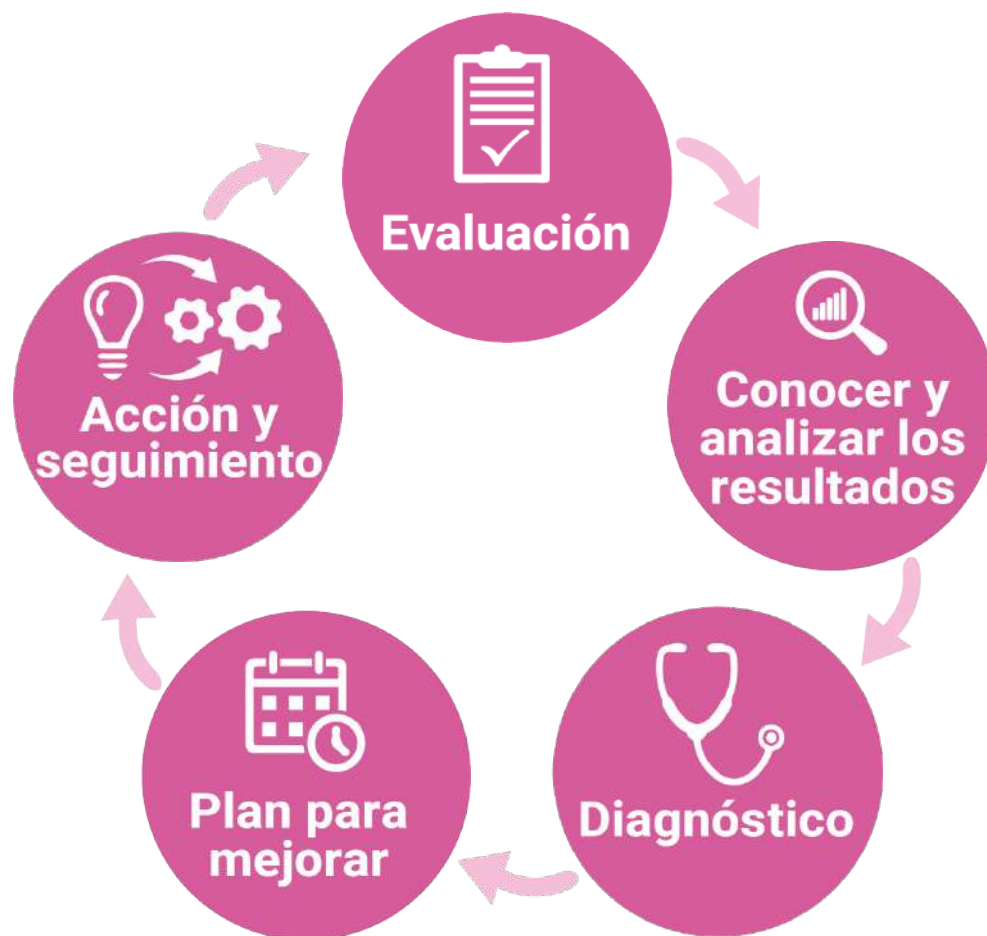 Evaluación
Conocer y
analizar los
resultados
Diagnóstico
Plan para
mejorar
Acción y
seguimiento